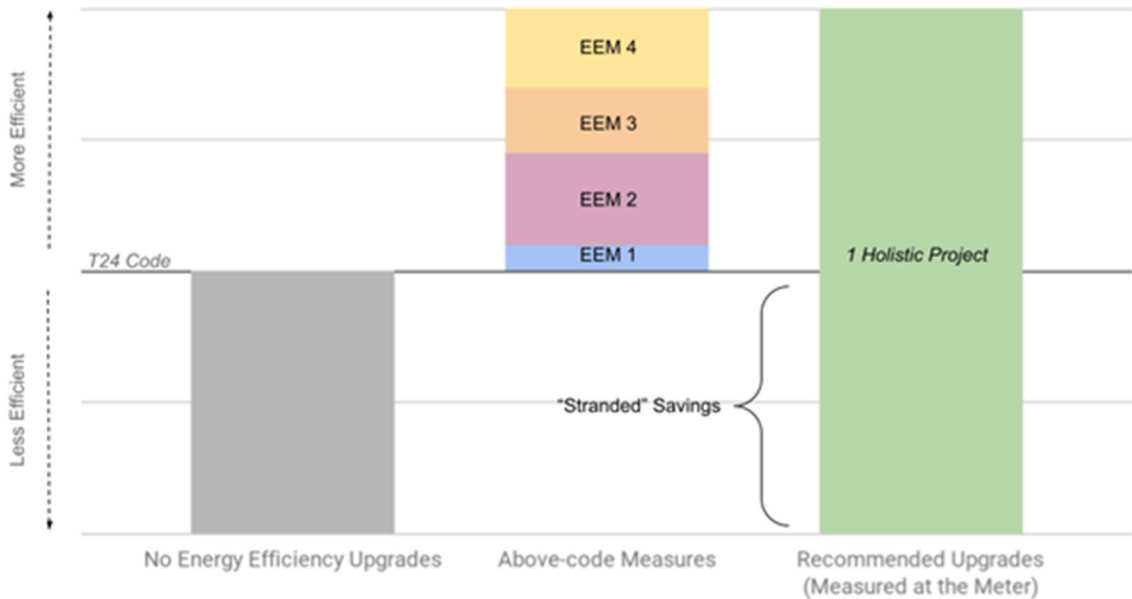 More Efficient
EEM 4
EEM 3
EEM 2
EEM 1
T24 Code
1 Holistic Project
Less Efficient
“Stranded” Savings
No Energy Efficiency Upgrades
Above-code Measures
Recommended Upgrades
(Measured at the Meter)